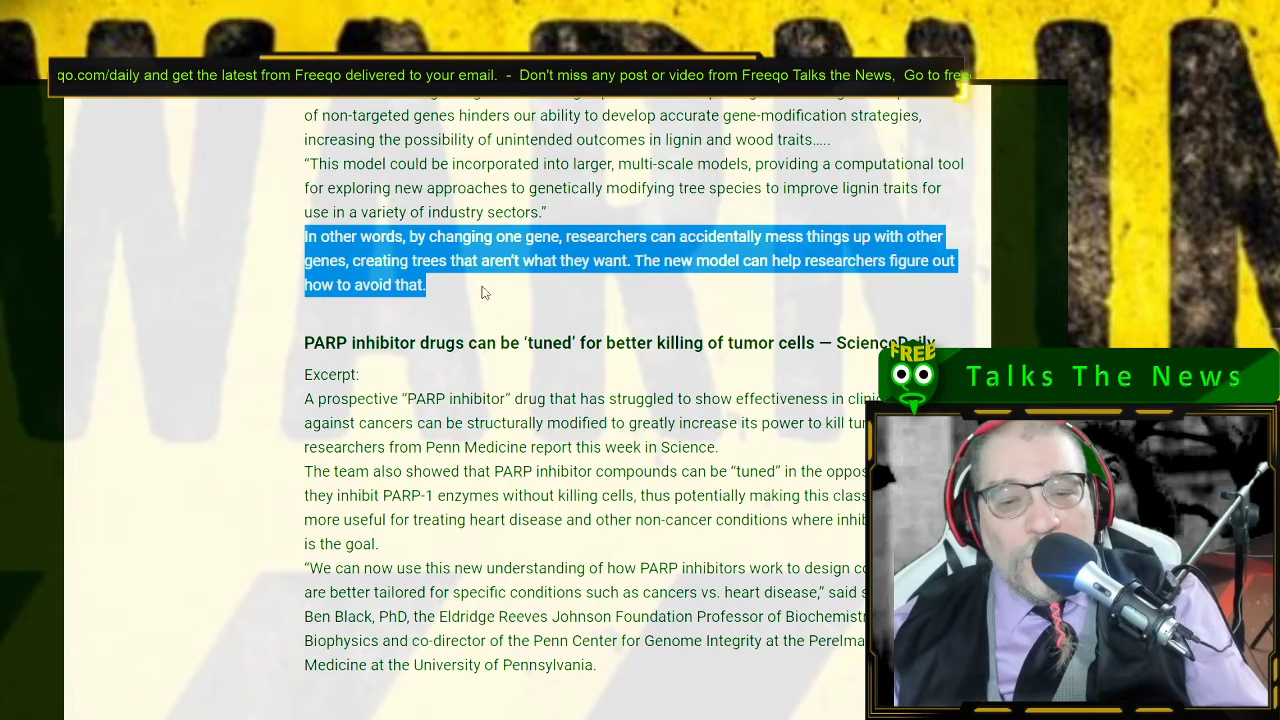 WARNIN
qo.com/daily and get the latest from Freeqo delivered to your email. - Don't miss any post or video from Freeqo Talks the News, Go to free
of non-targeted genes hinders our ability to develop accurate gene-modification strategies,
increasing the possibility of unintended outcomes in lignin and wood traits.….
“This model could be incorporated into larger, multi-scale models, providing a computational tool
for exploring new approaches to genetically modifying tree species to improve lignin traits for
use in a variety of industry sectors.”
In other words, by changing one gene, researchers can accidentally mess things up with other
genes, creating trees that aren’t what they want. The new model can help researchers figure out
how to avoid that.
PARP inhibitor drugs can be ‘tuned’ for better killing of tumor cells — ScienceDaily
Excerpt:
A prospective “PARP inhibitor” drug that has struggled to show effectiveness in
against cancers can be structurally modified to greatly increase its power to kill
researchers from Penn Medicine report this week in Science.
The team also showed that PARP inhibitor compounds can be “tuned” in the
they inhibit PARP-1 enzymes without killing cells, thus potentially making this class
more useful for treating heart disease and other non-cancer conditions where
is the goal.
“We can now use this new understanding of how PARP inhibitors work to design
are better tailored for specific conditions such as cancers vs. heart disease,” said
Ben Black, PhD, the Eldridge Reeves Johnson Foundation Professor of
Biophysics and co-director of the Penn Center for Genome Integrity at the
Medicine at the University of Pennsylvania.
FREE
Talks The News